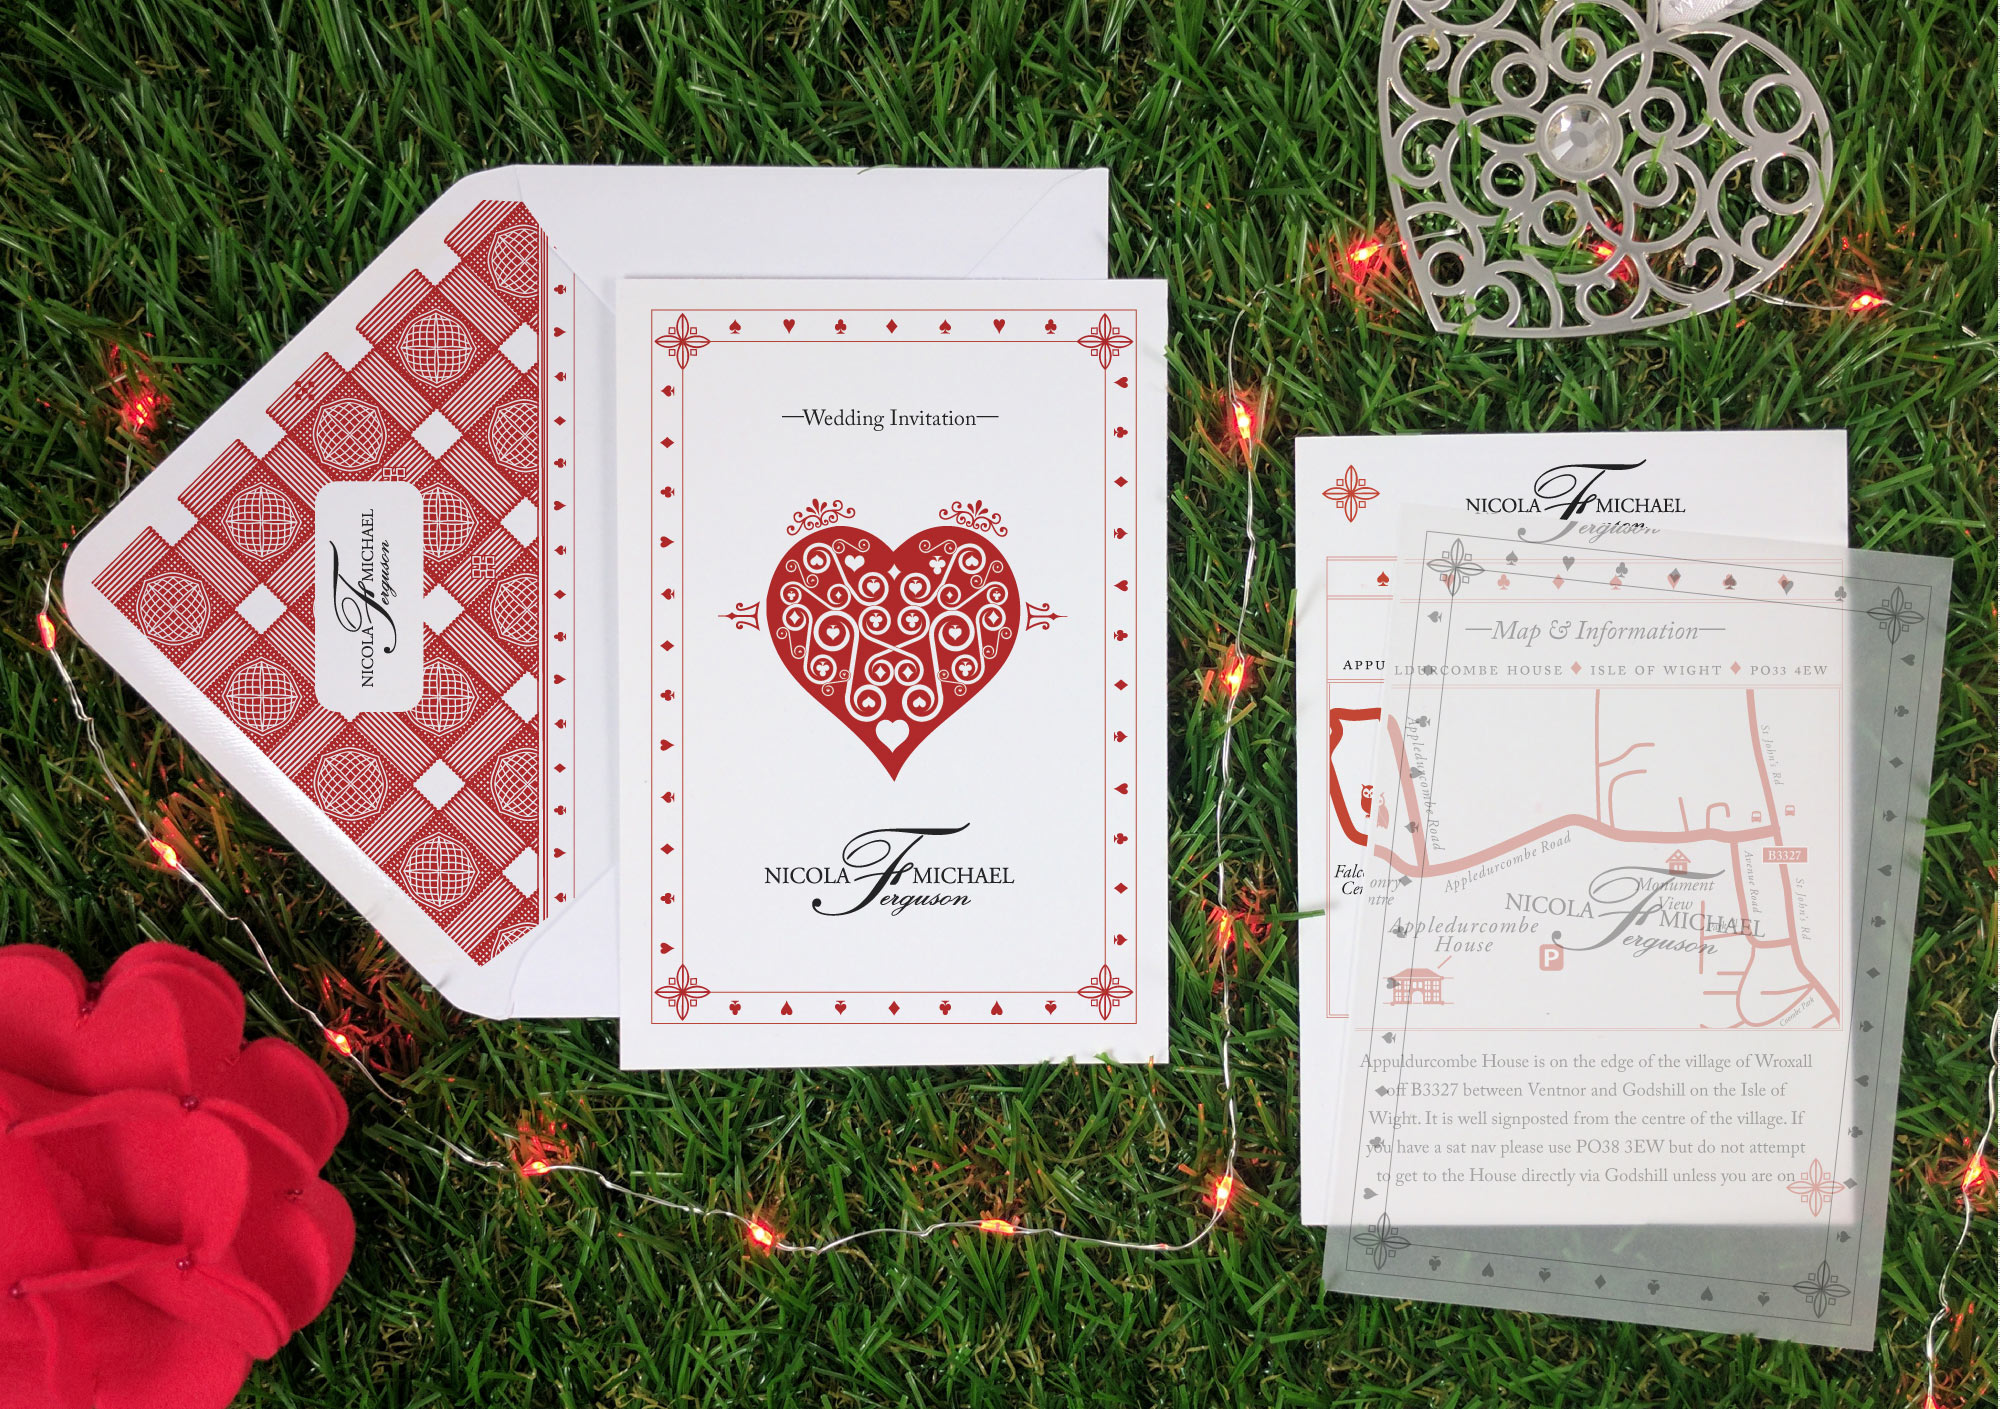 NICOLA MICHAEL
Ferguson
Wedding Invitation
NICOLA MICHAEL
Ferguson
NICOLA MICHAEL
Ferguson
Map & Information
APPULDURCOMBE HOUSE ♦ ISLE OF WIGHT ♦ PO33 4EW
St John's Rd
Appledurcombe Road
Appledurcombe Road
B3327
Avenue Road
St John's Rd
Falconry
Centre
Monument
View
NICOLA MICHAEL
Ferguson
Appledurcombe
House
P
Coombe Park
Appuldurcombe House is on the edge of the village of Wroxall
off B3327 between Ventnor and Godshill on the Isle of
Wight. It is well signposted from the centre of the village. If
you have a sat nav please use PO38 3EW but do not attempt
to get to the House directly via Godshill unless you are on